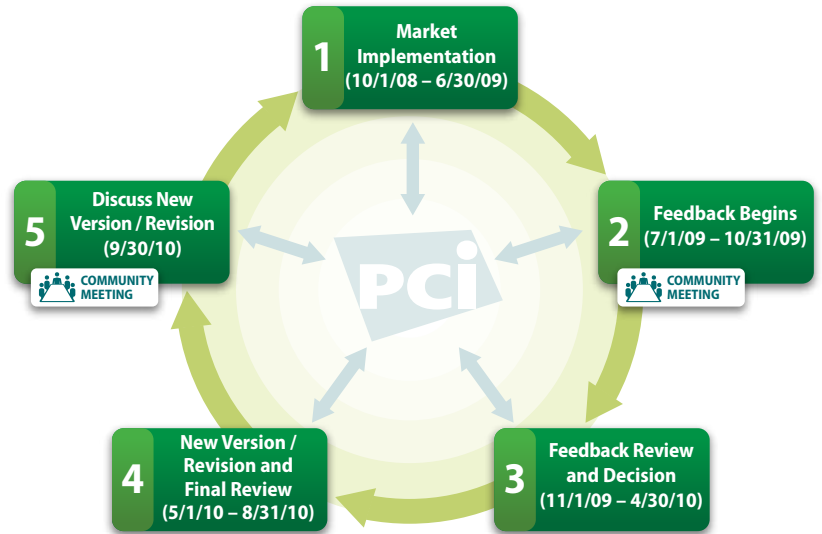 1
Market
Implementation
(10/1/08 – 6/30/09)
2
Feedback Begins
(7/1/09 – 10/31/09)
COMMUNITY
MEETING
3
Feedback Review
and Decision
(11/1/09 – 4/30/10)
4
New Version /
Revision and
Final Review
(5/1/10 – 8/31/10)
5
Discuss New
Version / Revision
(9/30/10)
COMMUNITY
MEETING
PCi